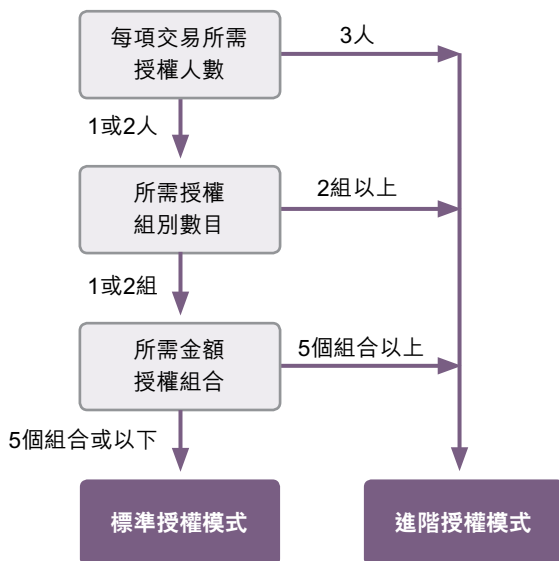 每項交易所需
授權人數
3人
1或2人
所需授權
組別數目
2組以上
1或2組
所需金額
授權組合
5個組合以上
5個組合或以下
標準授權模式
進階授權模式